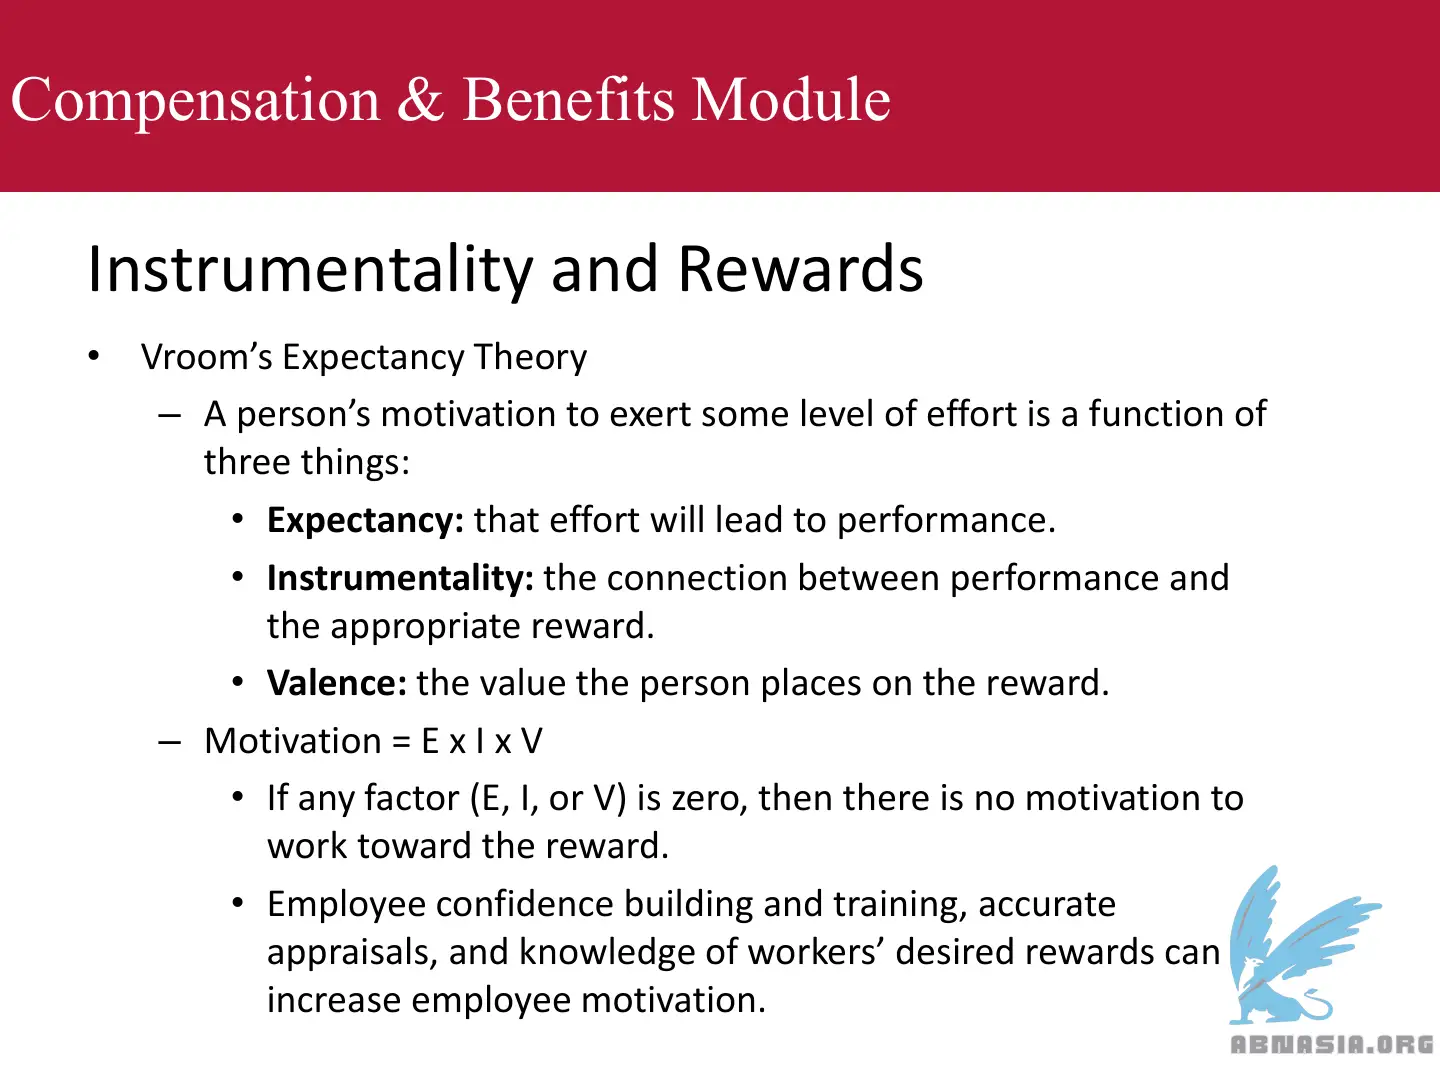 Compensation & Benefits Module
Instrumentality and Rewards
• Vroom’s Expectancy Theory
– A person’s motivation to exert some level of effort is a function of
three things:
• Expectancy: that effort will lead to performance.
• Instrumentality: the connection between performance and
the appropriate reward.
• Valence: the value the person places on the reward.
– Motivation = E x I x V
• If any factor (E, I, or V) is zero, then there is no motivation to
work toward the reward.
• Employee confidence building and training, accurate
appraisals, and knowledge of workers’ desired rewards can
increase employee motivation.
ABNASIA.ORG